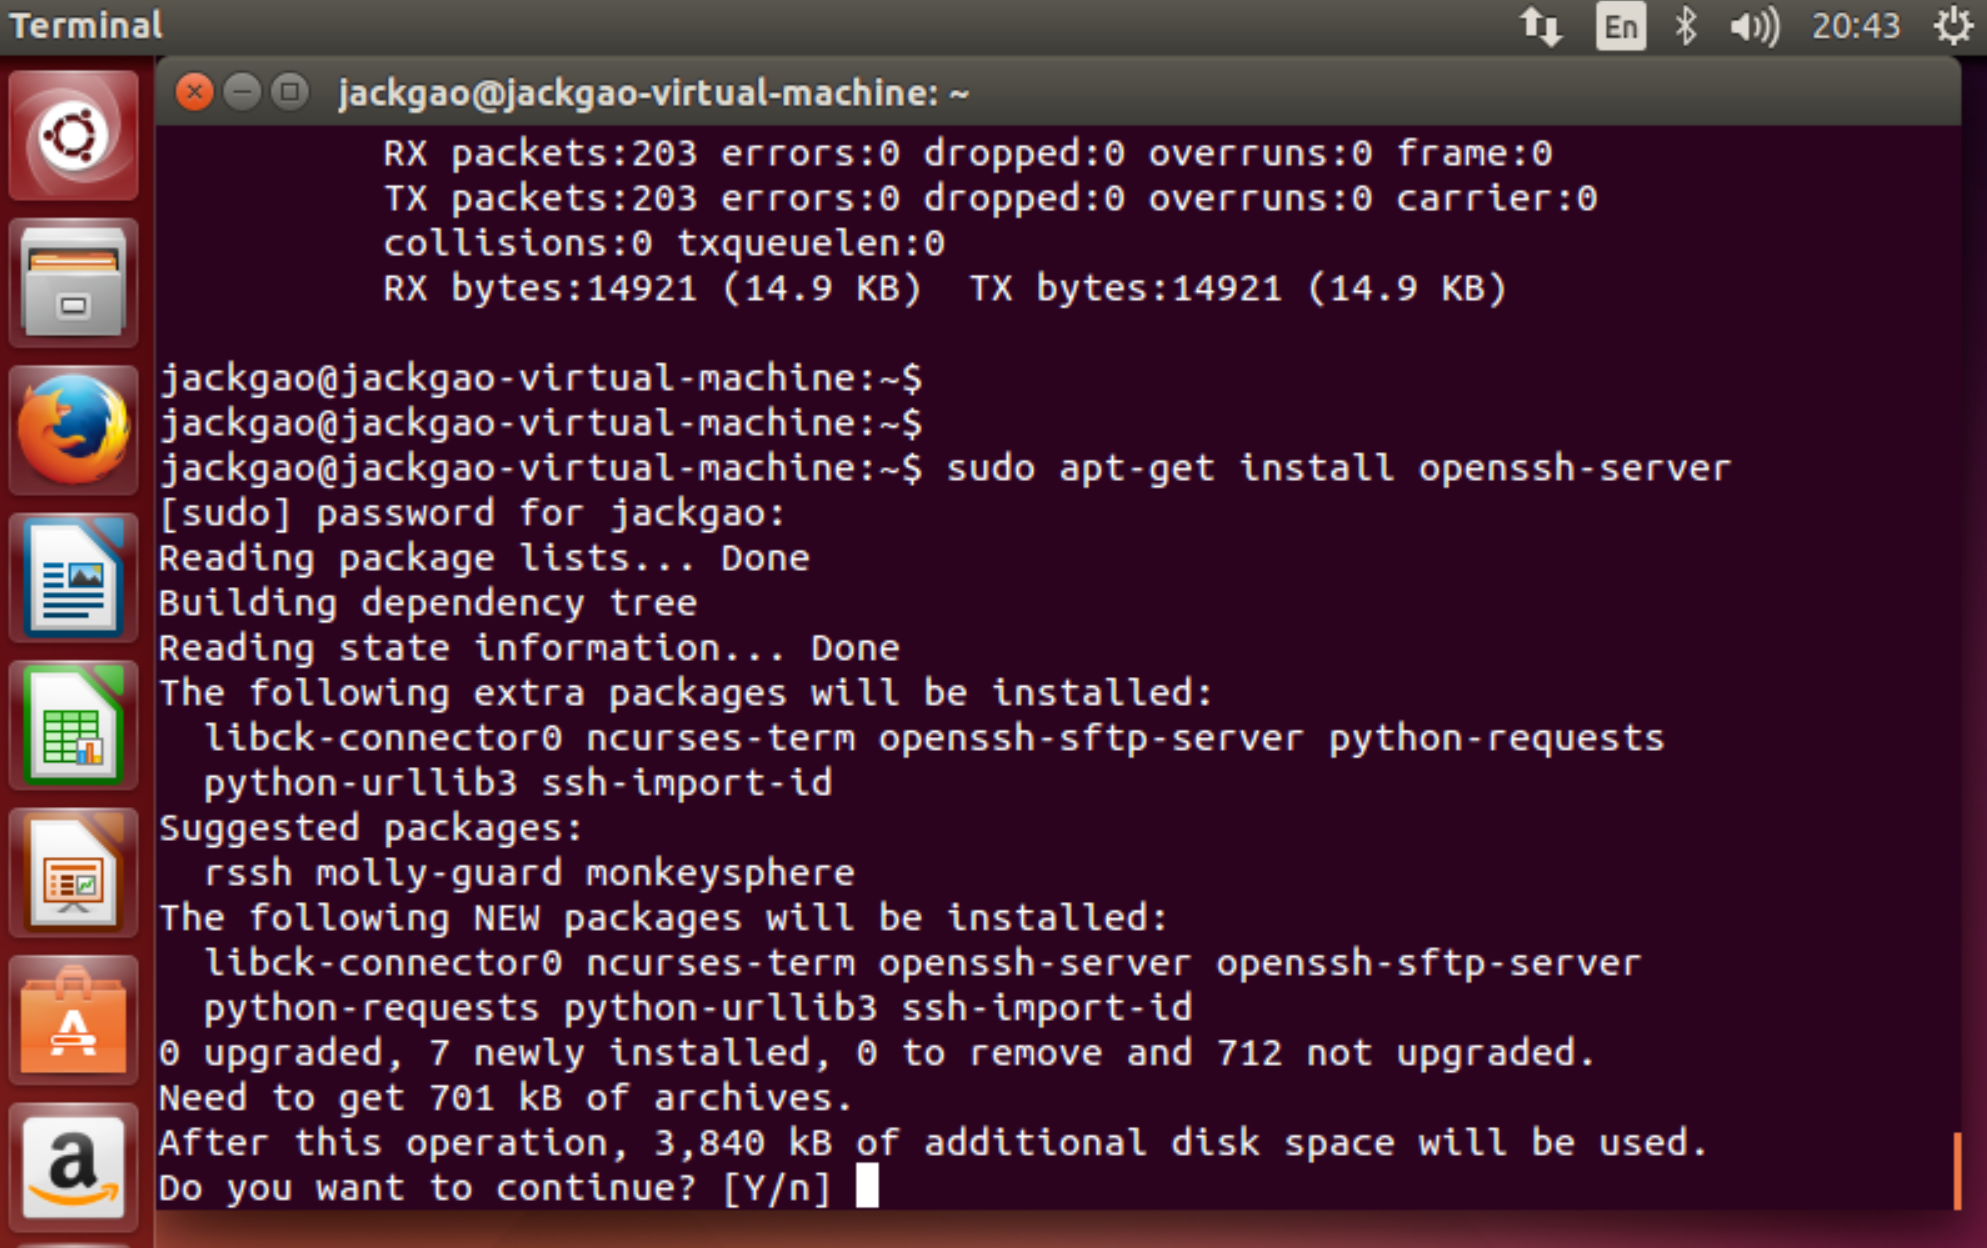 Terminal
En
20:43
jackgao@jackgao-virtual-machine: ~
RX packets:203 errors:0 dropped:0 overruns:0 frame:0
TX packets:203 errors:0 dropped:0 overruns:0 carrier:0
collisions:0 txqueuelen:0
RX bytes:14921 (14.9 KB)  TX bytes:14921 (14.9 KB)
jackgao@jackgao-virtual-machine:~$
jackgao@jackgao-virtual-machine:~$
jackgao@jackgao-virtual-machine:~$ sudo apt-get install openssh-server
[sudo] password for jackgao:
Reading package lists... Done
Building dependency tree
Reading state information... Done
The following extra packages will be installed:
libck-connector0 ncurses-term openssh-sftp-server python-requests
python-urllib3 ssh-import-id
Suggested packages:
rssh molly-guard monkeysphere
The following NEW packages will be installed:
libck-connector0 ncurses-term openssh-server openssh-sftp-server
python-requests python-urllib3 ssh-import-id
0 upgraded, 7 newly installed, 0 to remove and 712 not upgraded.
Need to get 701 kB of archives.
After this operation, 3,840 kB of additional disk space will be used.
Do you want to continue? [Y/n]